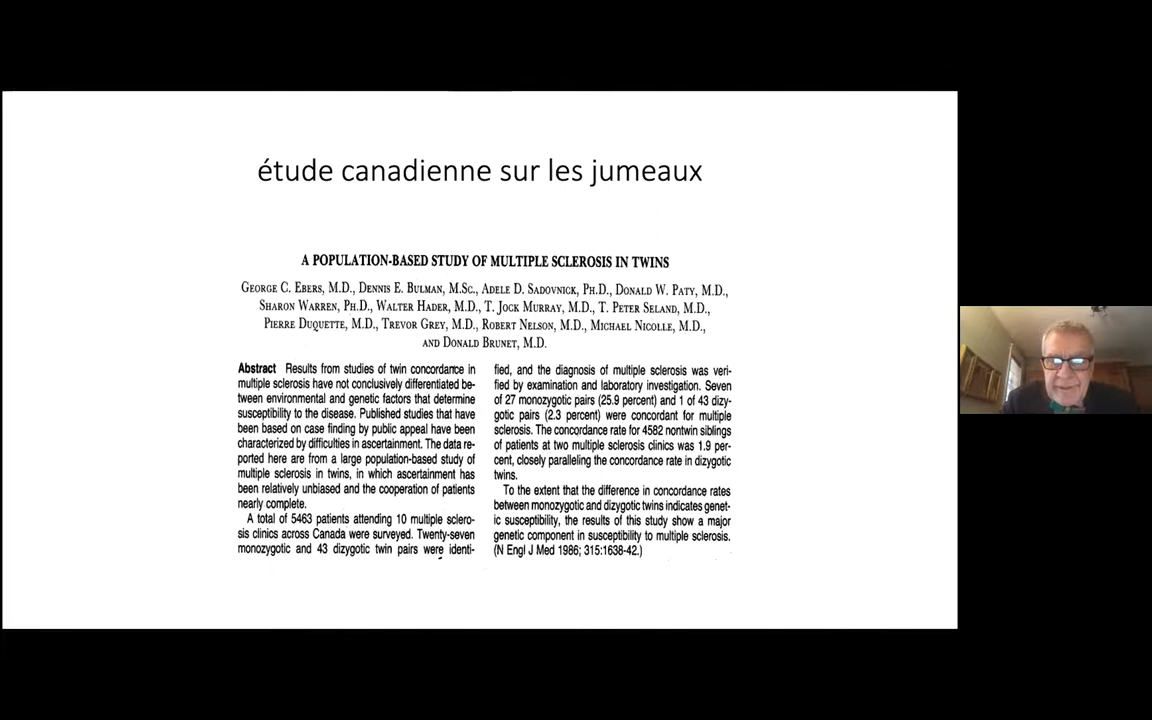 étude canadienne sur les jumeaux
A POPULATION-BASED STUDY OF MULTIPLE SCLEROSIS IN TWINS
GEORGE C. EBERS, M.D., DENNIS E. BULMAN, M.SC., ADELE D. SADOVNICK, PH.D., DONALD W. PATY, M.D.,
SHARON WARREN, PH.D., WALTER HADER, M.D., T. JOCK MURRAY, M.D., T. PETER SELAND, M.D.,
PIERRE DUQUETTE, M.D., TREVOR GREY, M.D., ROBERT NELSON, M.D., MICHAEL NICOLLE, M.D.,
AND DONALD BRUNET, M.D.
Abstract Results from studies of twin concordance in
multiple sclerosis have not conclusively differentiated be-
tween environmental and genetic factors that determine
susceptibility to the disease. Published studies that have
been based on case finding by public appeal have been
characterized by difficulties in ascertainment. The data re-
ported here are from a large population-based study of
multiple sclerosis in twins, in which ascertainment has
been relatively unbiased and the cooperation of patients
nearly complete.
A total of 5463 patients attending 10 multiple sclero-
sis clinics across Canada were surveyed. Twenty-seven
monozygotic and 43 dizygotic twin pairs were identi-
fied, and the diagnosis of multiple sclerosis was veri-
fied by examination and laboratory investigation. Seven
of 27 monozygotic pairs (25.9 percent) and 1 of 43 dizy-
gotic pairs (2.3 percent) were concordant for multiple
sclerosis. The concordance rate for 4582 nontwin siblings
of patients at two multiple sclerosis clinics was 1.9 per-
cent, closely paralleling the concordance rate in dizygotic
twins.
To the extent that the difference in concordance rates
between monozygotic and dizygotic twins indicates genet-
ic susceptibility, the results of this study show a major
genetic component in susceptibility to multiple sclerosis.
(N Engl J Med 1986; 315:1638-42.)